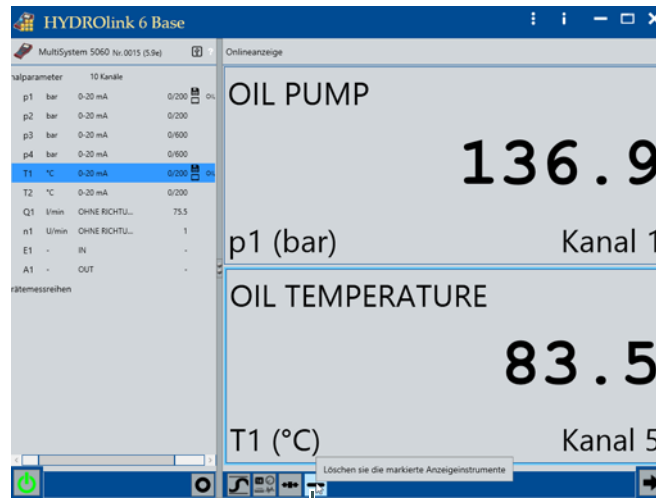 HYDROlink 6 Base
MultiSystem 5060 Nr. 0015 (5.9e)
Onlineanzeige
nalparameter 10 Kanäle
p1 bar 0-20 mA 0/200 OIL
p2 bar 0-20 mA 0/200
p3 bar 0-20 mA 0/600
p4 bar 0-20 mA 0/600
T1 °C 0-20 mA 0/200 OIL
T2 °C 0-20 mA 0/200
Q1 l/min OHNE RICHTU... 75.5
n1 U/min OHNE RICHTU... 1
E1 - IN -
A1 - OUT -
rätemessreihen
OIL PUMP
136.9
p1 (bar) Kanal 1
OIL TEMPERATURE
83.5
T1 (°C) Kanal 5
Löschen sie die markierte Anzeigeinstrumente